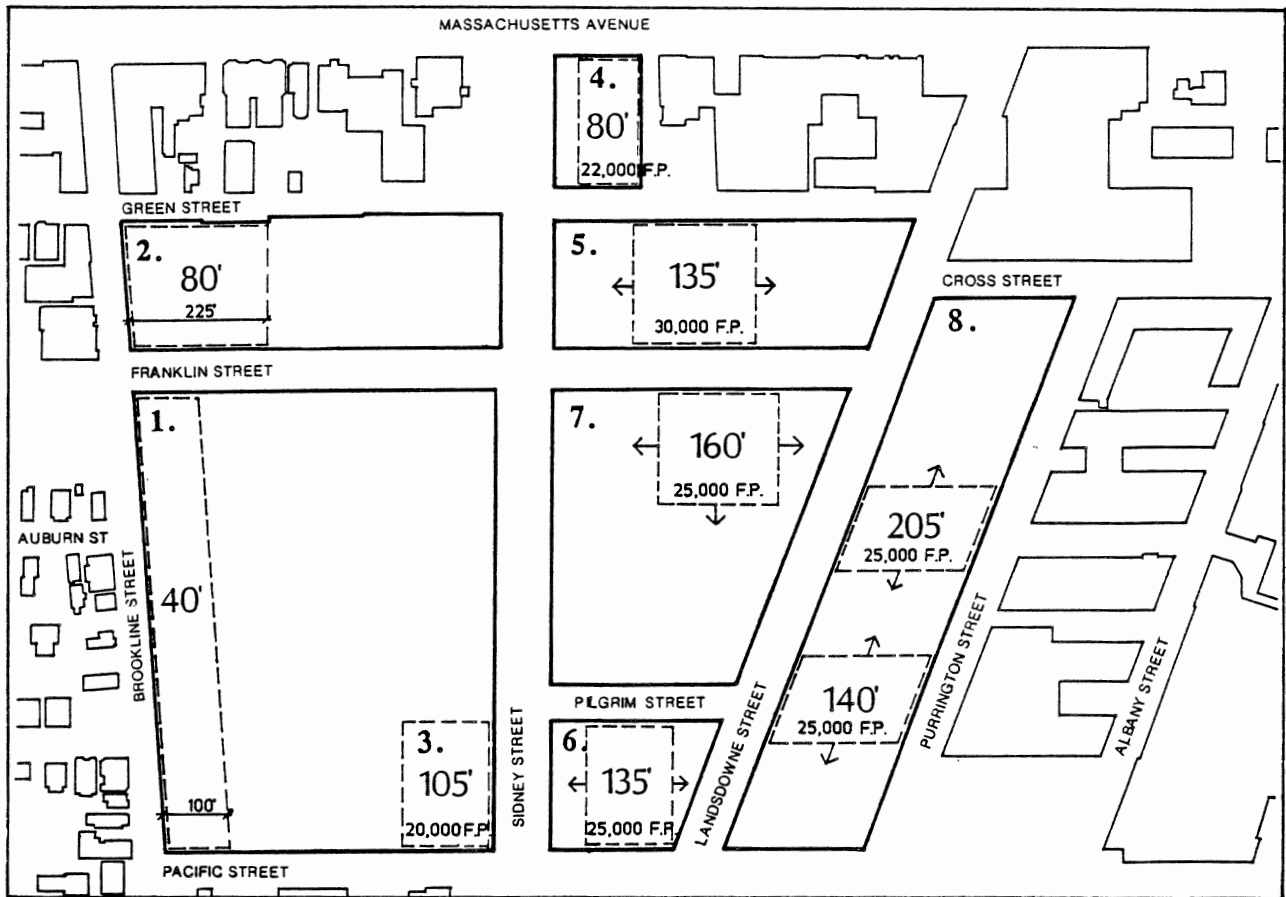 MASSACHUSETTS AVENUE
4.
80'
22,000 F.P.
GREEN STREET
2.
80'
225'
5.
135'
30,000 F.P.
CROSS STREET
8.
FRANKLIN STREET
1.
7.
160'
25,000 F.P.
205'
25,000 F.P.
AUBURN ST
BROOKLINE STREET
40'
PURRINGTON STREET
ALBANY STREET
140'
25,000 F.P.
PILGRIM STREET
LANDSDOWNE STREET
SIDNEY STREET
3.
105'
20,000 F.P.
6.
135'
25,000 F.P.
100'
PACIFIC STREET